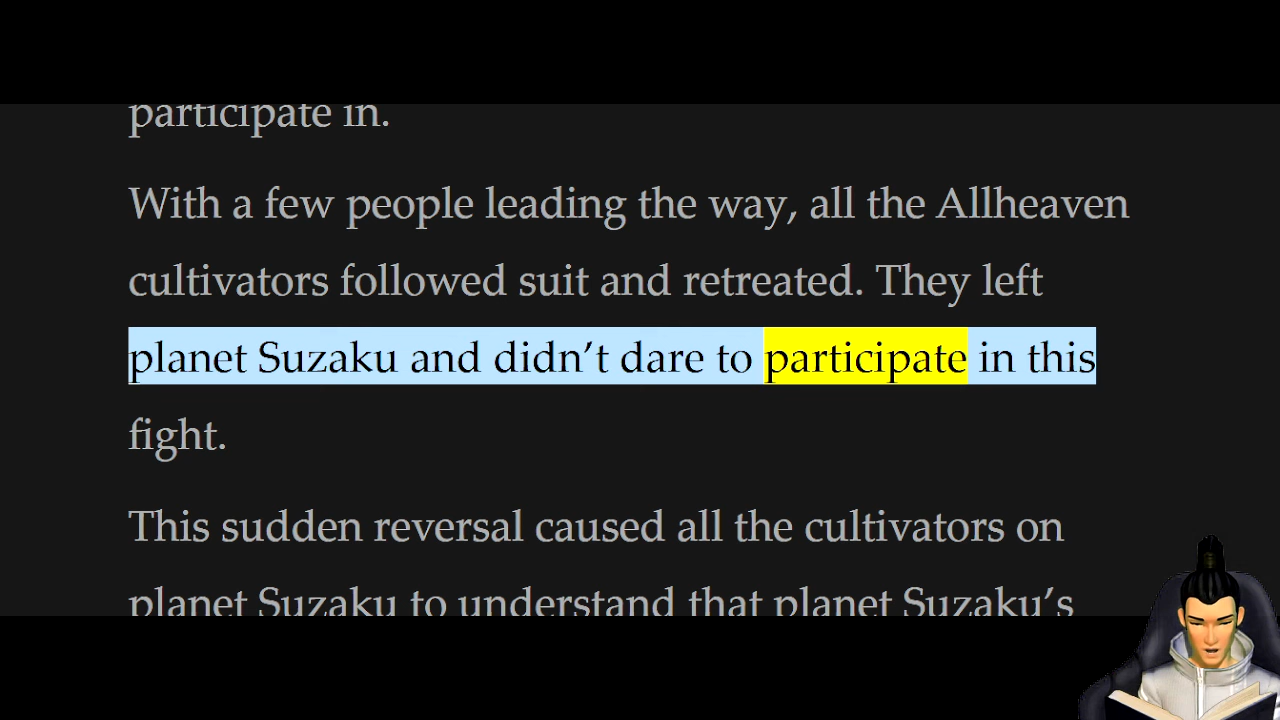 participate in.
With a few people leading the way, all the Allheaven
cultivators followed suit and retreated. They left
planet Suzaku and didn’t dare to participate in this
fight.
This sudden reversal caused all the cultivators on
planet Suzaku to understand that planet Suzaku’s